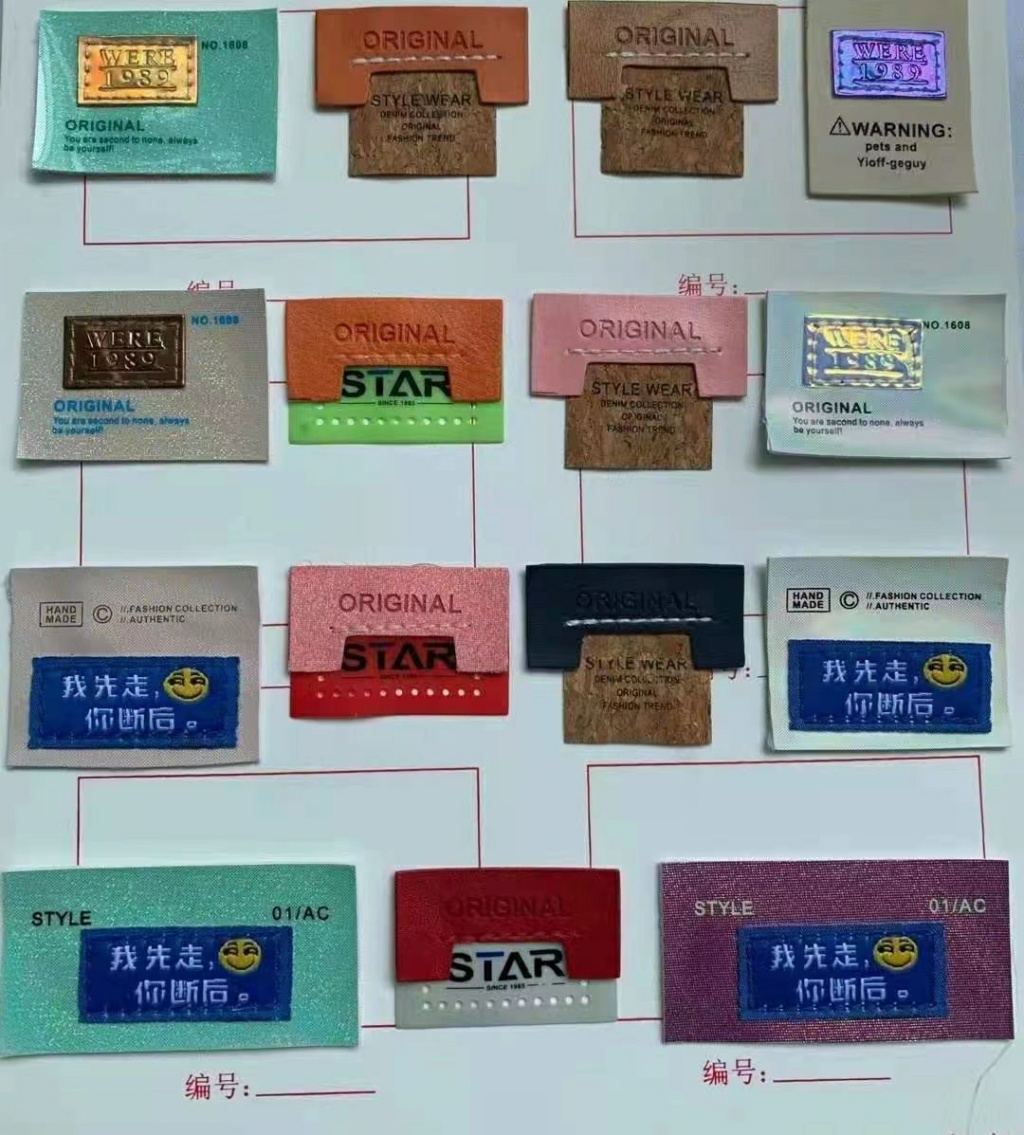 WERE
1989
NO.1608
ORIGINAL
You are second to none, always
be yourself!
ORIGINAL
STYLE WEAR
DENIM COLLECTION
ORIGINAL
FASHION TREND
ORIGINAL
STYLE WEAR
DENIM COLLECTION
ORIGINAL
FASHION TREND
WERE
1989
⚠WARNING:
pets and
Yioff-geguy
编号
编号:
WERE
1989
NO.1608
ORIGINAL
You are second to none, always
be yourself!
ORIGINAL
STAR
SINCE 1985
ORIGINAL
STYLE WEAR
DENIM COLLECTION
ORIGINAL
FASHION TREND
WERE
1989
NO.1608
ORIGINAL
You are second to none, always
be yourself!
HAND
MADE
©
//.FASHION COLLECTION
//.AUTHENTIC
我先走,
你断后。
ORIGINAL
STAR
ORIGINAL
STYLE WEAR
DENIM COLLECTION
ORIGINAL
FASHION TREND
号:
HAND
MADE
©
//.FASHION COLLECTION
//.AUTHENTIC
我先走,
你断后。
STYLE
01/AC
我先走,
你断后。
ORIGINAL
STAR
SINCE 1985
STYLE
01/AC
我先走,
你断后。
编号:
编号: